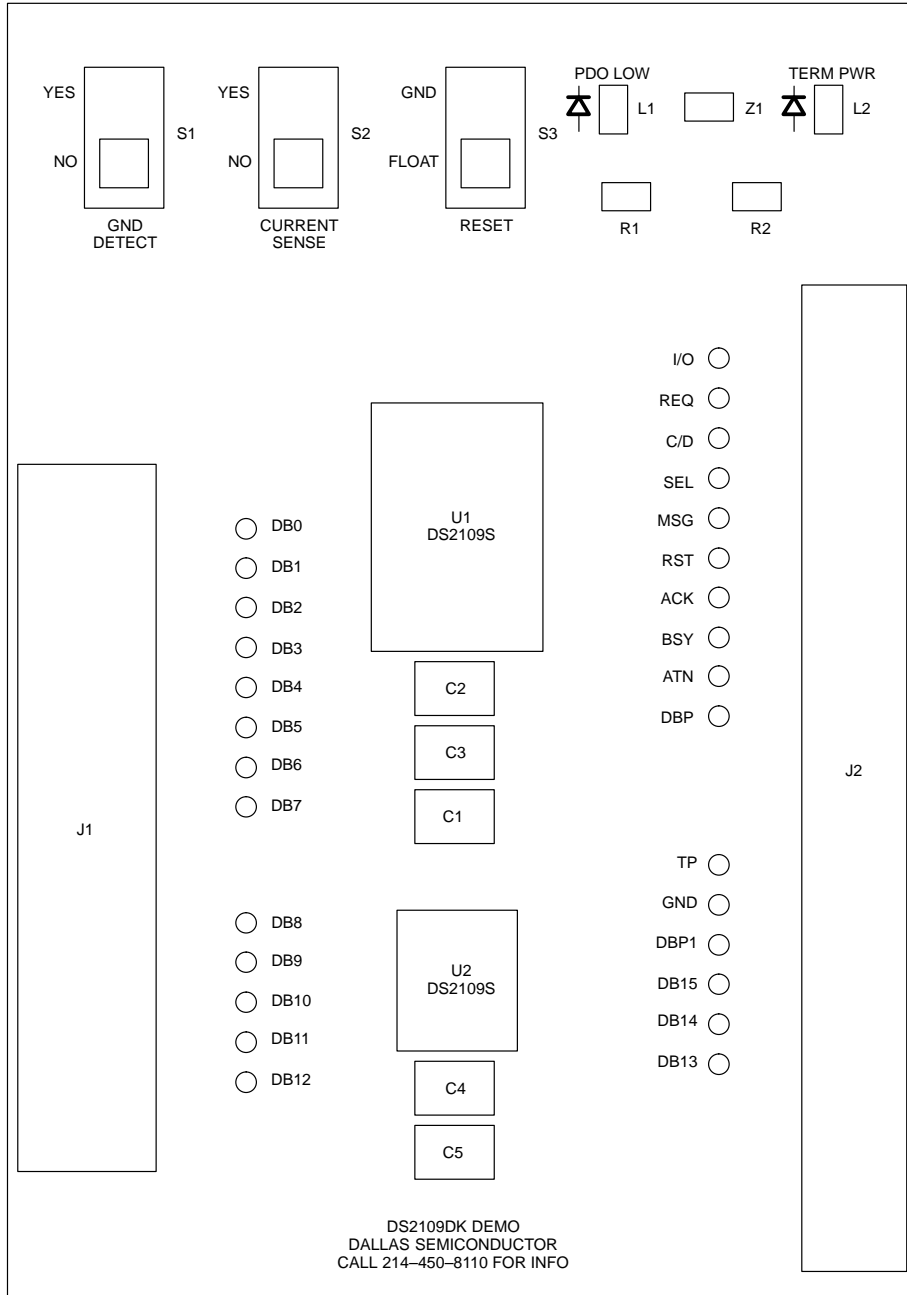 PDO LOW
TERM PWR
YES
NO
S1
GND
DETECT
YES
NO
S2
CURRENT
SENSE
GND
FLOAT
S3
RESET
L1
Z1
L2
R1
R2
I/O
REQ
C/D
SEL
MSG
RST
ACK
BSY
ATN
DBP
U1
DS2109S
DB0
DB1
DB2
DB3
DB4
DB5
DB6
DB7
C2
C3
C1
J1
J2
TP
GND
DBP1
DB15
DB14
DB13
DB8
DB9
DB10
DB11
DB12
U2
DS2109S
C4
C5
DS2109DK DEMO
DALLAS SEMICONDUCTOR
CALL 214–450–8110 FOR INFO